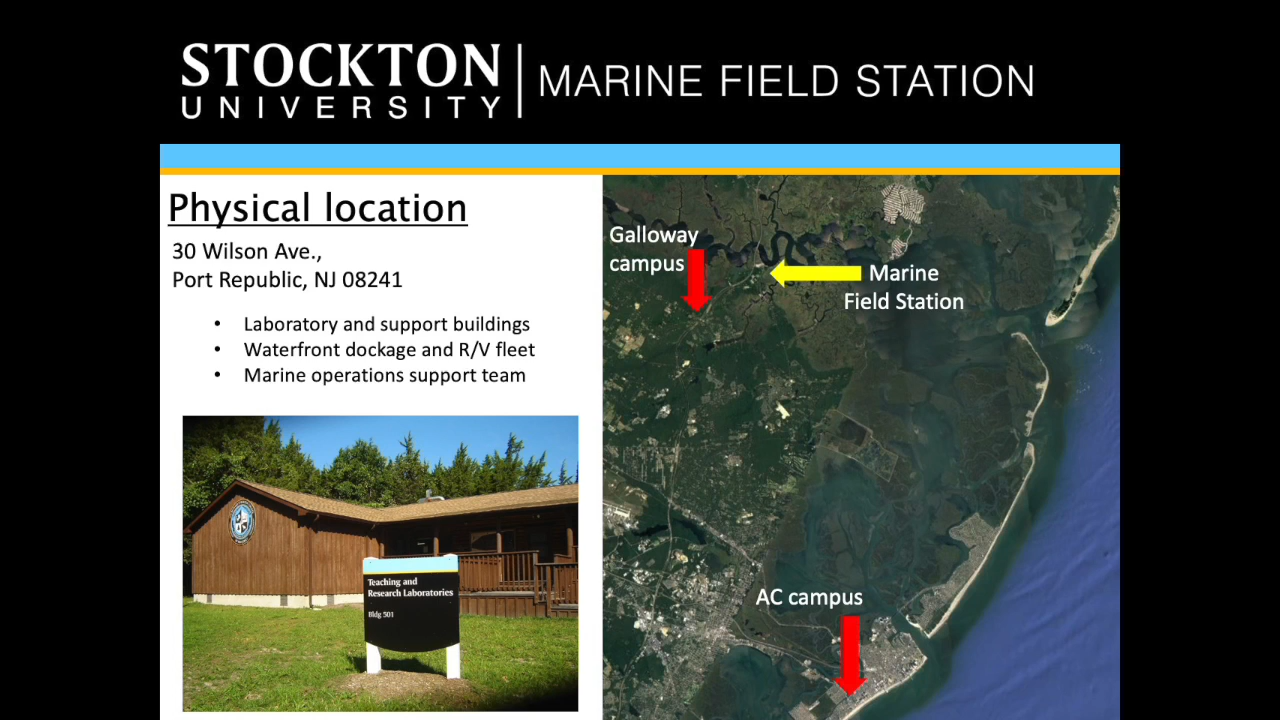 STOCKTON
UNIVERSITY
MARINE FIELD STATION
Physical location
30 Wilson Ave.,
Port Republic, NJ 08241
• Laboratory and support buildings
• Waterfront dockage and R/V fleet
• Marine operations support team
Teaching and
Research Laboratories
Bldg 501
Galloway
campus
Marine
Field Station
AC campus